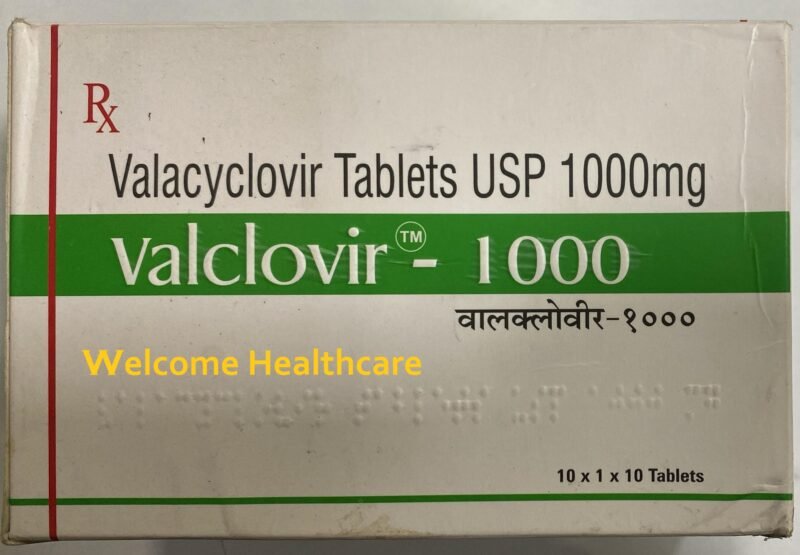 Rx
Valacyclovir Tablets USP 1000mg
Valclovir™ - 1000
वालक्लोवीर-१०००
Welcome Healthcare
10 x 1 x 10 Tablets